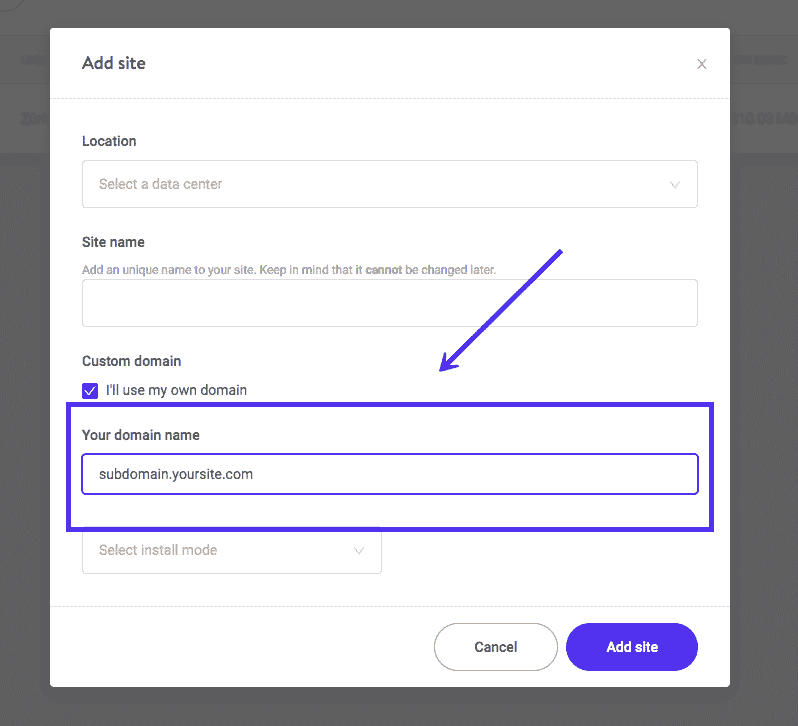 Add site
Location
Select a data center
Site name
Add an unique name to your site. Keep in mind that it cannot be changed later.
Custom domain
I'll use my own domain
Your domain name
subdomain.yoursite.com
Select install mode
Cancel
Add site